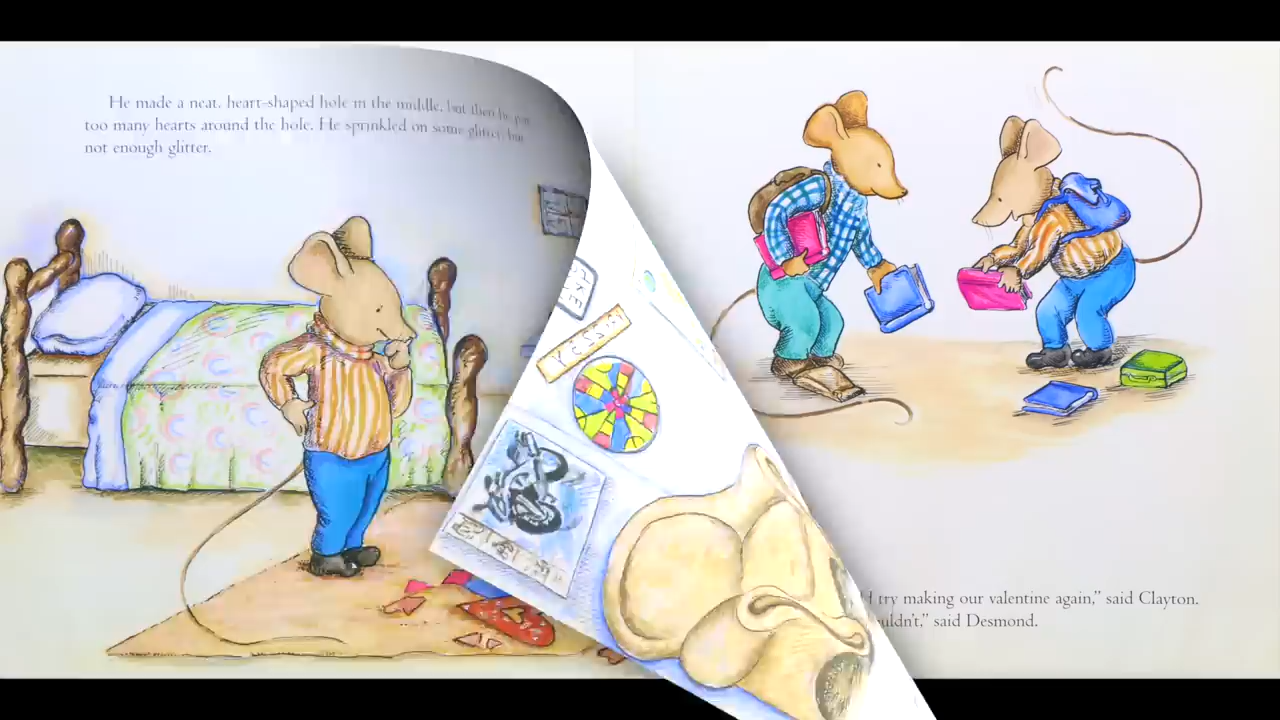 He made a neat, heart-shaped hole in the middle, but then he put
too many hearts around the hole. He sprinkled on some glitter, but
not enough glitter.
try making our valentine again,” said Clayton.
said Desmond.